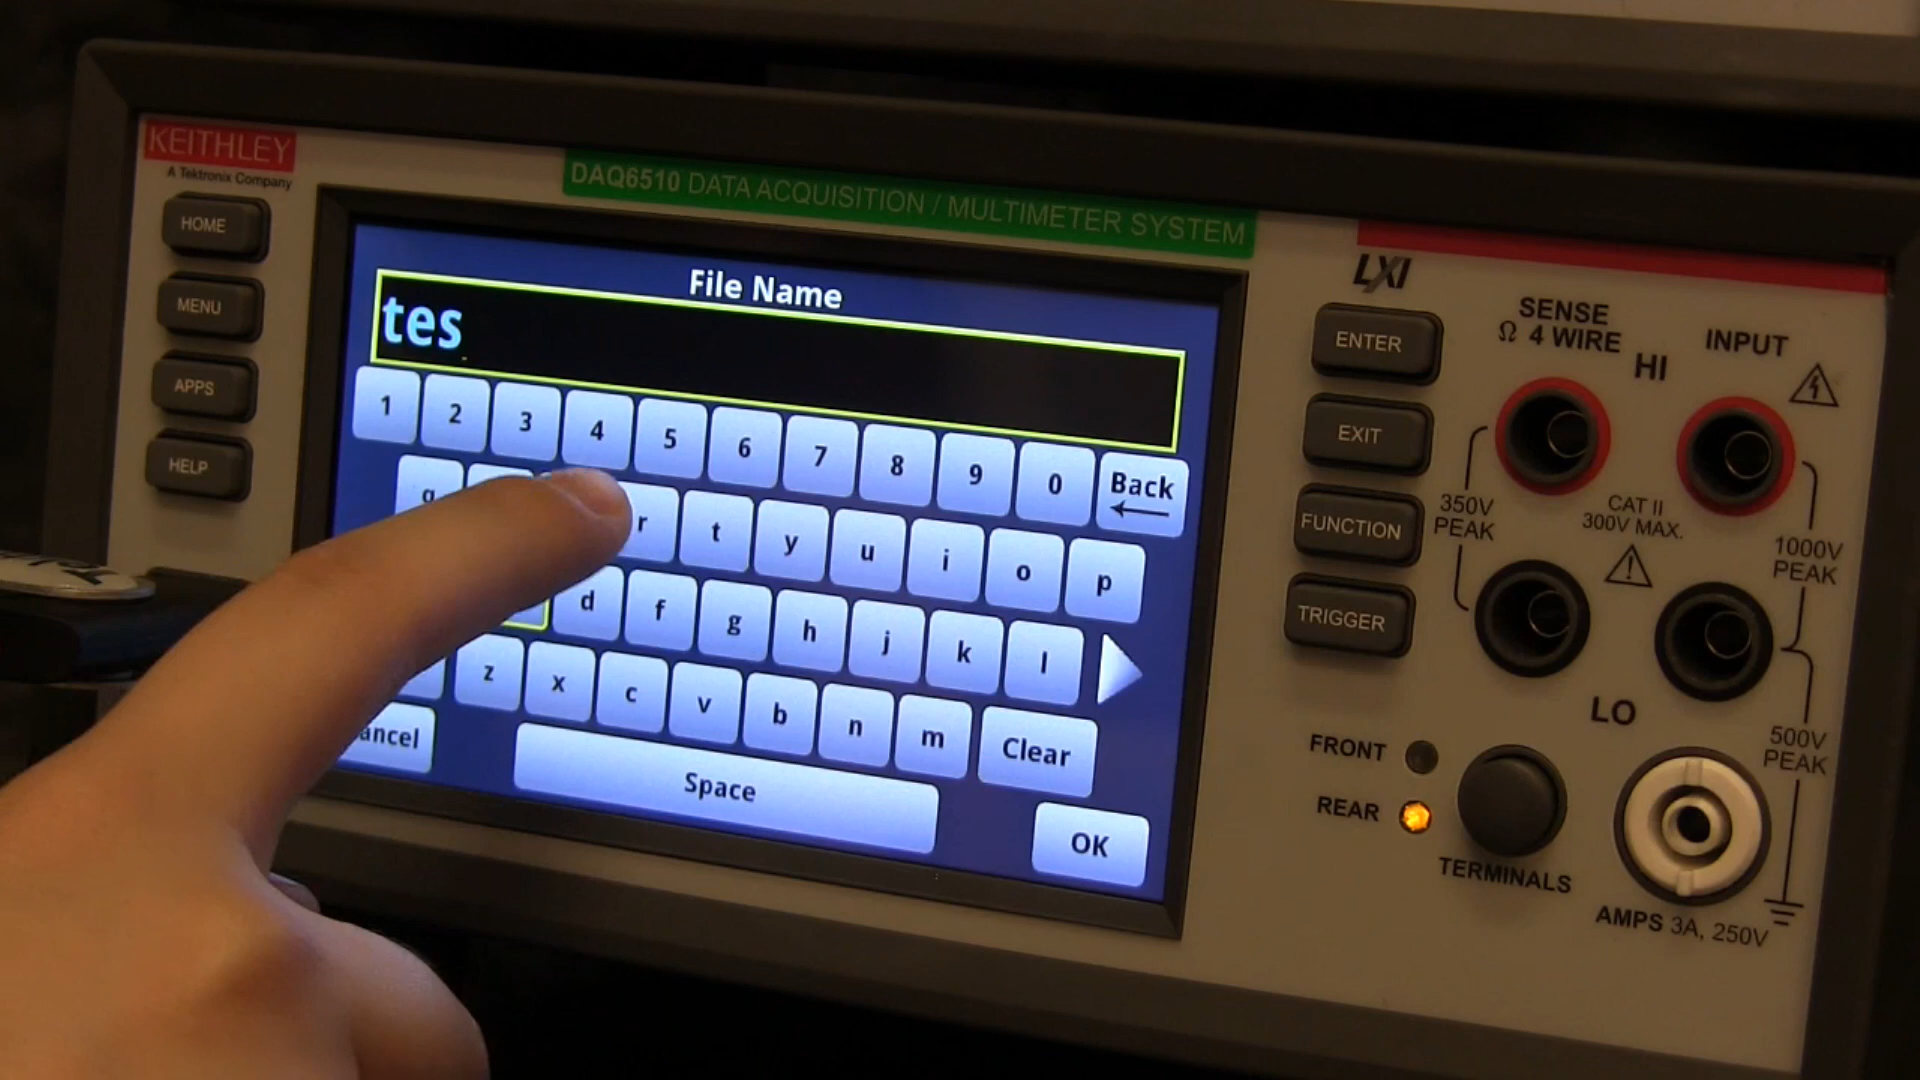 KEITHLEY
A Tektronix Company
DAQ6510 DATA ACQUISITION / MULTIMETER SYSTEM
HOME
MENU
APPS
HELP
File Name
tes
1 2 3 4 5 6 7 8 9 0 Back
q r t y u i o p
d f g h j k l
z x c v b n m Clear
ancel Space OK
LXI
ENTER
EXIT
FUNCTION
TRIGGER
SENSE
Ω 4 WIRE
HI
INPUT
350V
PEAK
CAT II
300V MAX.
1000V
PEAK
LO
500V
PEAK
FRONT
REAR
TERMINALS
AMPS 3A, 250V